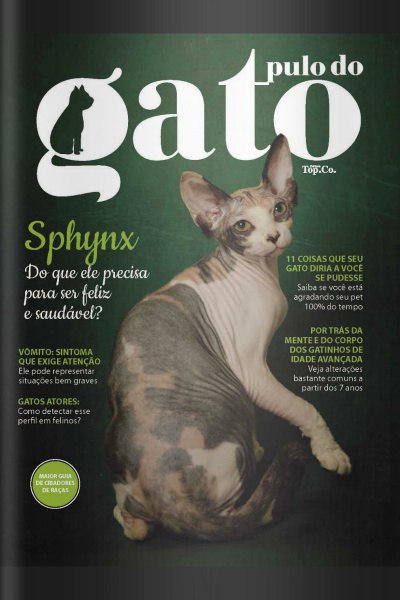 pulo do
gato
Top.Co.
Sphynx
Do que ele precisa
para ser feliz
e saudável?
11 COISAS QUE SEU
GATO DIRIA A VOCÊ
SE PUDESSE
Saiba se você está
agradando seu pet
100% do tempo
VÔMITO: SINTOMA
QUE EXIGE ATENÇÃO
Ele pode representar
situações bem graves
GATOS ATORES:
Como detectar esse
perfil em felinos?
POR TRÁS DA
MENTE E DO CORPO
DOS GATINHOS DE
IDADE AVANÇADA
Veja alterações
bastante comuns a
partir dos 7 anos
MAIOR GUIA
DE CRIADORES
DE RAÇAS